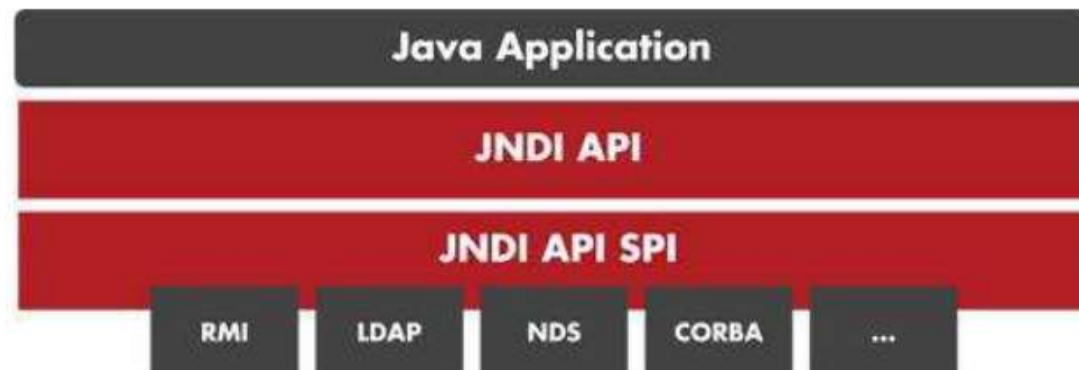 Java Application
JNDI API
JNDI API SPI
RMI LDAP NDS CORBA ...